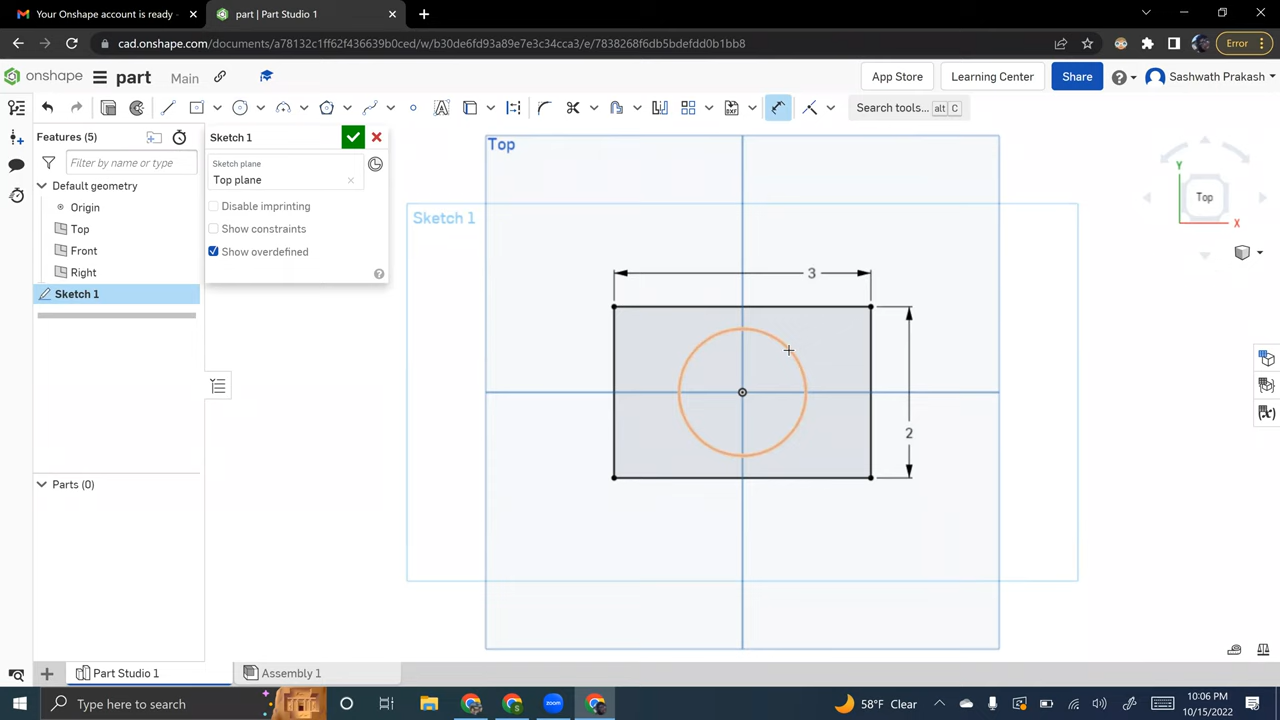 Your Onshape account is ready -
part | Part Studio 1
cad.onshape.com/documents/a78132c1ff62f436639b0ced/w/b30de6fd93a89e7e3c34cca3/e/7838268f6db5bdefdd0b1bb8
Error
onshape
part
Main
App Store
Learning Center
Share
Sashwath Prakash
Search tools...
alt
C
Features (5)
Filter by name or type
Default geometry
Origin
Top
Front
Right
Sketch 1
Parts (0)
Sketch 1
Sketch plane
Top plane
Disable imprinting
Show constraints
Show overdefined
Top
Sketch 1
3
2
Y
Top
X
Part Studio 1
Assembly 1
Type here to search
58°F Clear
10:06 PM
10/15/2022